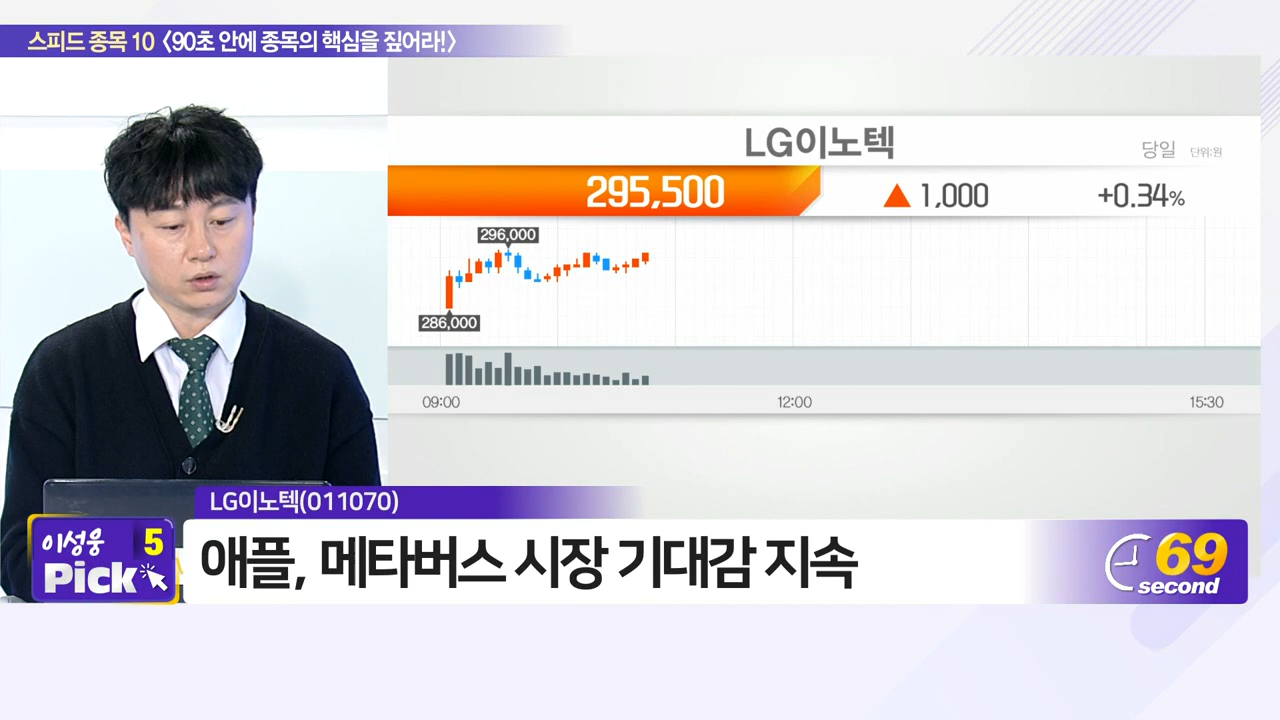 스피드 종목 10 〈90초 안에 종목의 핵심을 짚어라!〉
LG이노텍
당일 단위:원
295,500 ▲ 1,000 +0.34%
296,000
286,000
09:00 12:00 15:30
LG이노텍(011070)
이성웅 5
Pick
애플, 메타버스 시장 기대감 지속
69
second